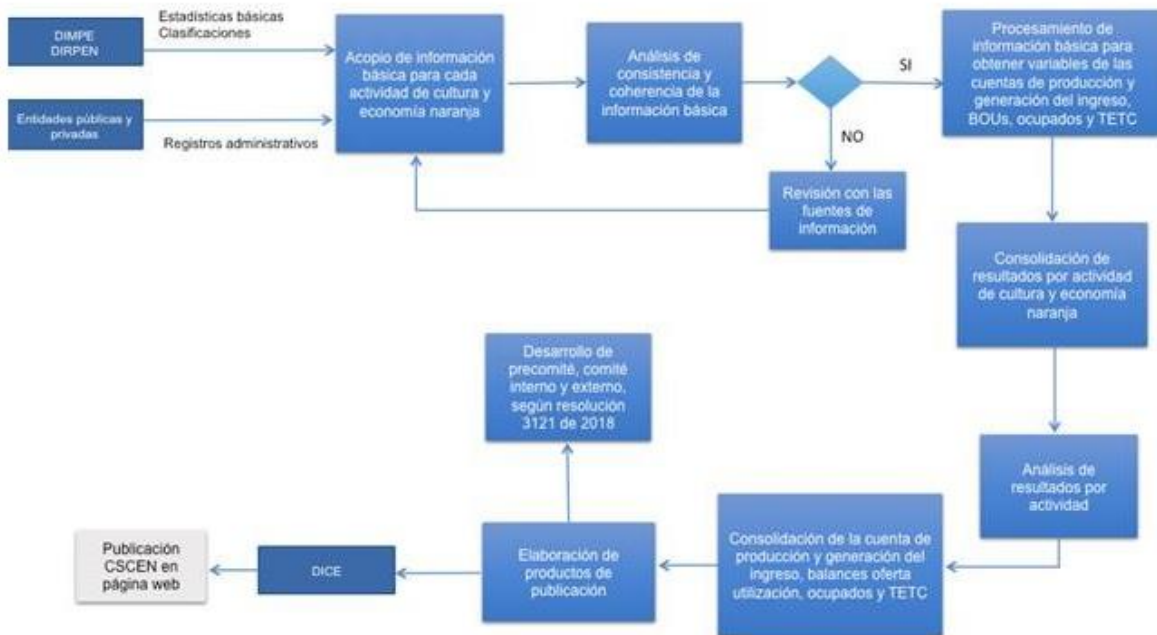 Estadísticas básicas
Clasificaciones
DIMPE
DIRPEN
Entidades públicas y
privadas
Registros administrativos
Acopio de información
básica para cada
actividad de cultura y
economía naranja
Análisis de
consistencia y
coherencia de la
información básica
SI
NO
Revisión con las
fuentes de
información
Procesamiento de
información básica para
obtener variables de las
cuentas de producción y
generación del ingreso,
BOUs, ocupados y TETC
Consolidación de
resultados por actividad
de cultura y economía
naranja
Análisis de
resultados por
actividad
Consolidación de la cuenta de
producción y generación del
ingreso, balances oferta
utilización, ocupados y TETC
Elaboración de
productos de
publicación
Desarrollo de
precomité, comité
interno y externo,
según resolución
3121 de 2018
DICE
Publicación
CSCEN en
página web